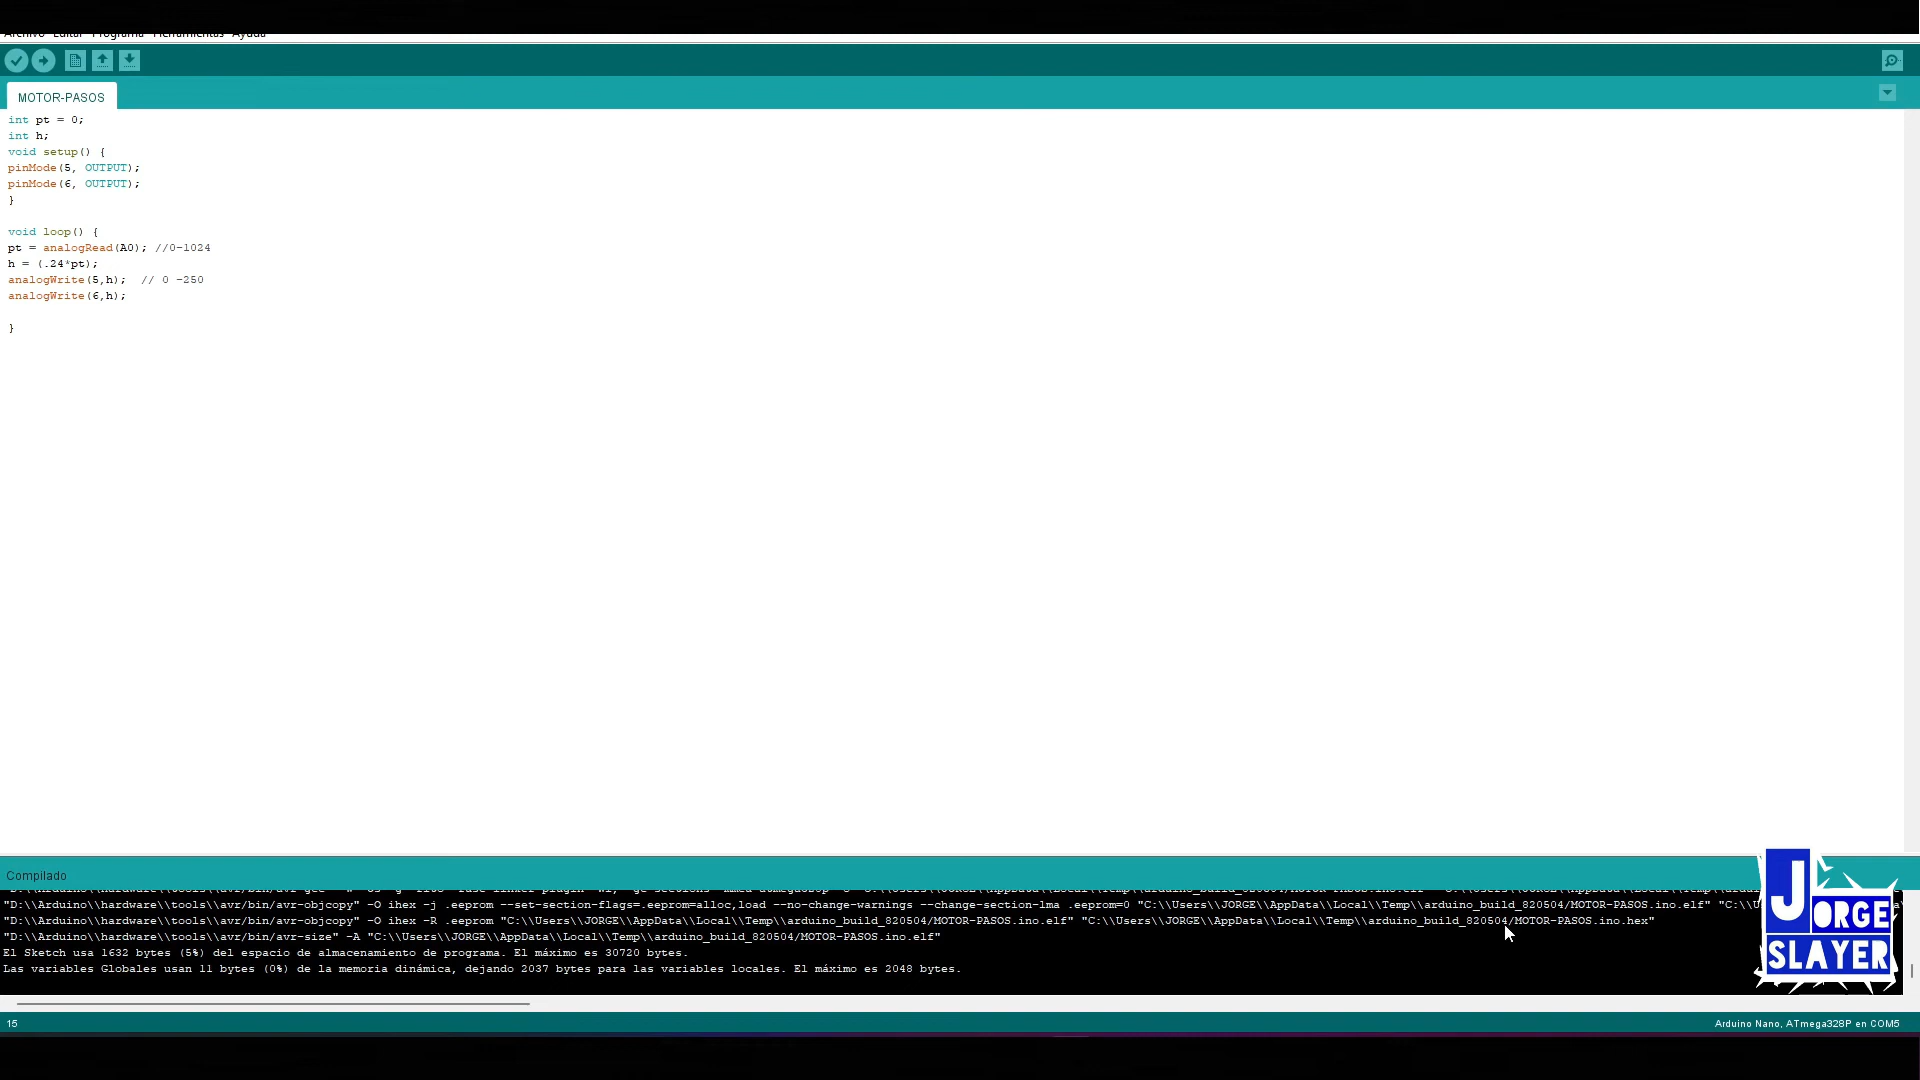 Archivo Editar Programa Herramientas Ayuda
MOTOR-PASOS
int pt = 0;
int h;
void setup() {
pinMode(5, OUTPUT);
pinMode(6, OUTPUT);
}
void loop() {
pt = analogRead(A0); //0-1024
h = (.24*pt);
analogWrite(5,h);  // 0 -250
analogWrite(6,h);
}
Compilado
"D:\\Arduino\\hardware\\tools\\avr/bin/avr-objcopy" -O ihex -j .eeprom --set-section-flags=.eeprom=alloc,load --no-change-warnings --change-section-lma .eeprom=0 "C:\\Users\\JORGE\\AppData\\Local\\Temp\\arduino_build_820504/MOTOR-PASOS.ino.elf" "C:\\U
"D:\\Arduino\\hardware\\tools\\avr/bin/avr-objcopy" -O ihex -R .eeprom "C:\\Users\\JORGE\\AppData\\Local\\Temp\\arduino_build_820504/MOTOR-PASOS.ino.elf" "C:\\Users\\JORGE\\AppData\\Local\\Temp\\arduino_build_820504/MOTOR-PASOS.ino.hex"
"D:\\Arduino\\hardware\\tools\\avr/bin/avr-size" -A "C:\\Users\\JORGE\\AppData\\Local\\Temp\\arduino_build_820504/MOTOR-PASOS.ino.elf"
El Sketch usa 1632 bytes (5%) del espacio de almacenamiento de programa. El máximo es 30720 bytes.
Las variables Globales usan 11 bytes (0%) de la memoria dinámica, dejando 2037 bytes para las variables locales. El máximo es 2048 bytes.
JORGE
SLAYER
15
Arduino Nano, ATmega328P en COM5